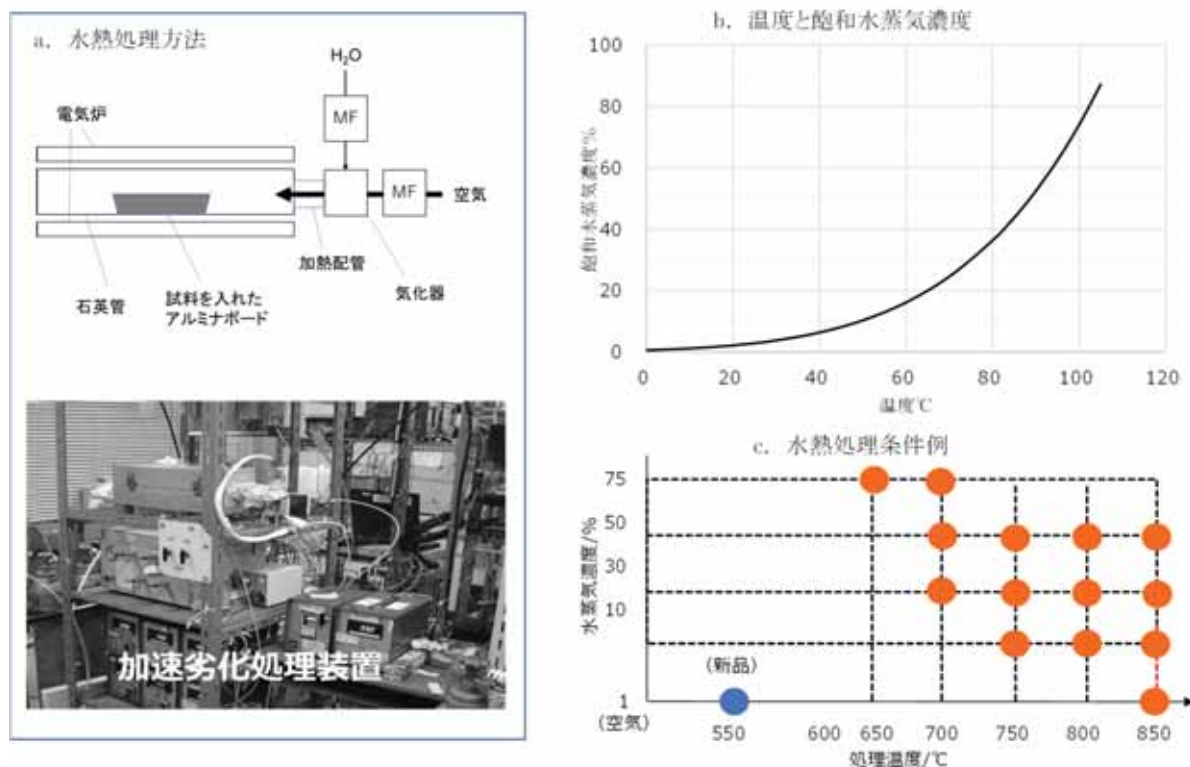 a. 水熱処理方法
H₂O
MF
電気炉
MF
空気
加熱配管
気化器
石英管
試料を入れた
アルミナボード
加速劣化処理装置
b. 温度と飽和水蒸気濃度
100
80
60
40
20
0
飽和水蒸気濃度%
0 20 40 60 80 100 120
温度℃
c. 水熱処理条件例
75
50
30
10
1
(空気)
水蒸気濃度/%
(新品)
550 600 650 700 750 800 850
処理温度/℃